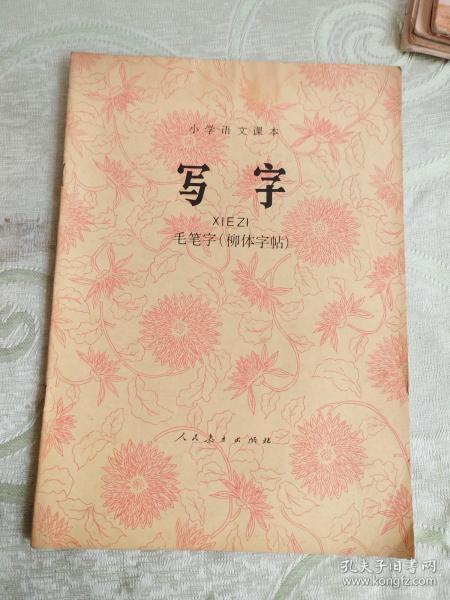 小学语文课本
写字
XIEZI
毛笔字(柳体字帖)
人民教育出版社
孔夫子旧书网
www.kongfz.com